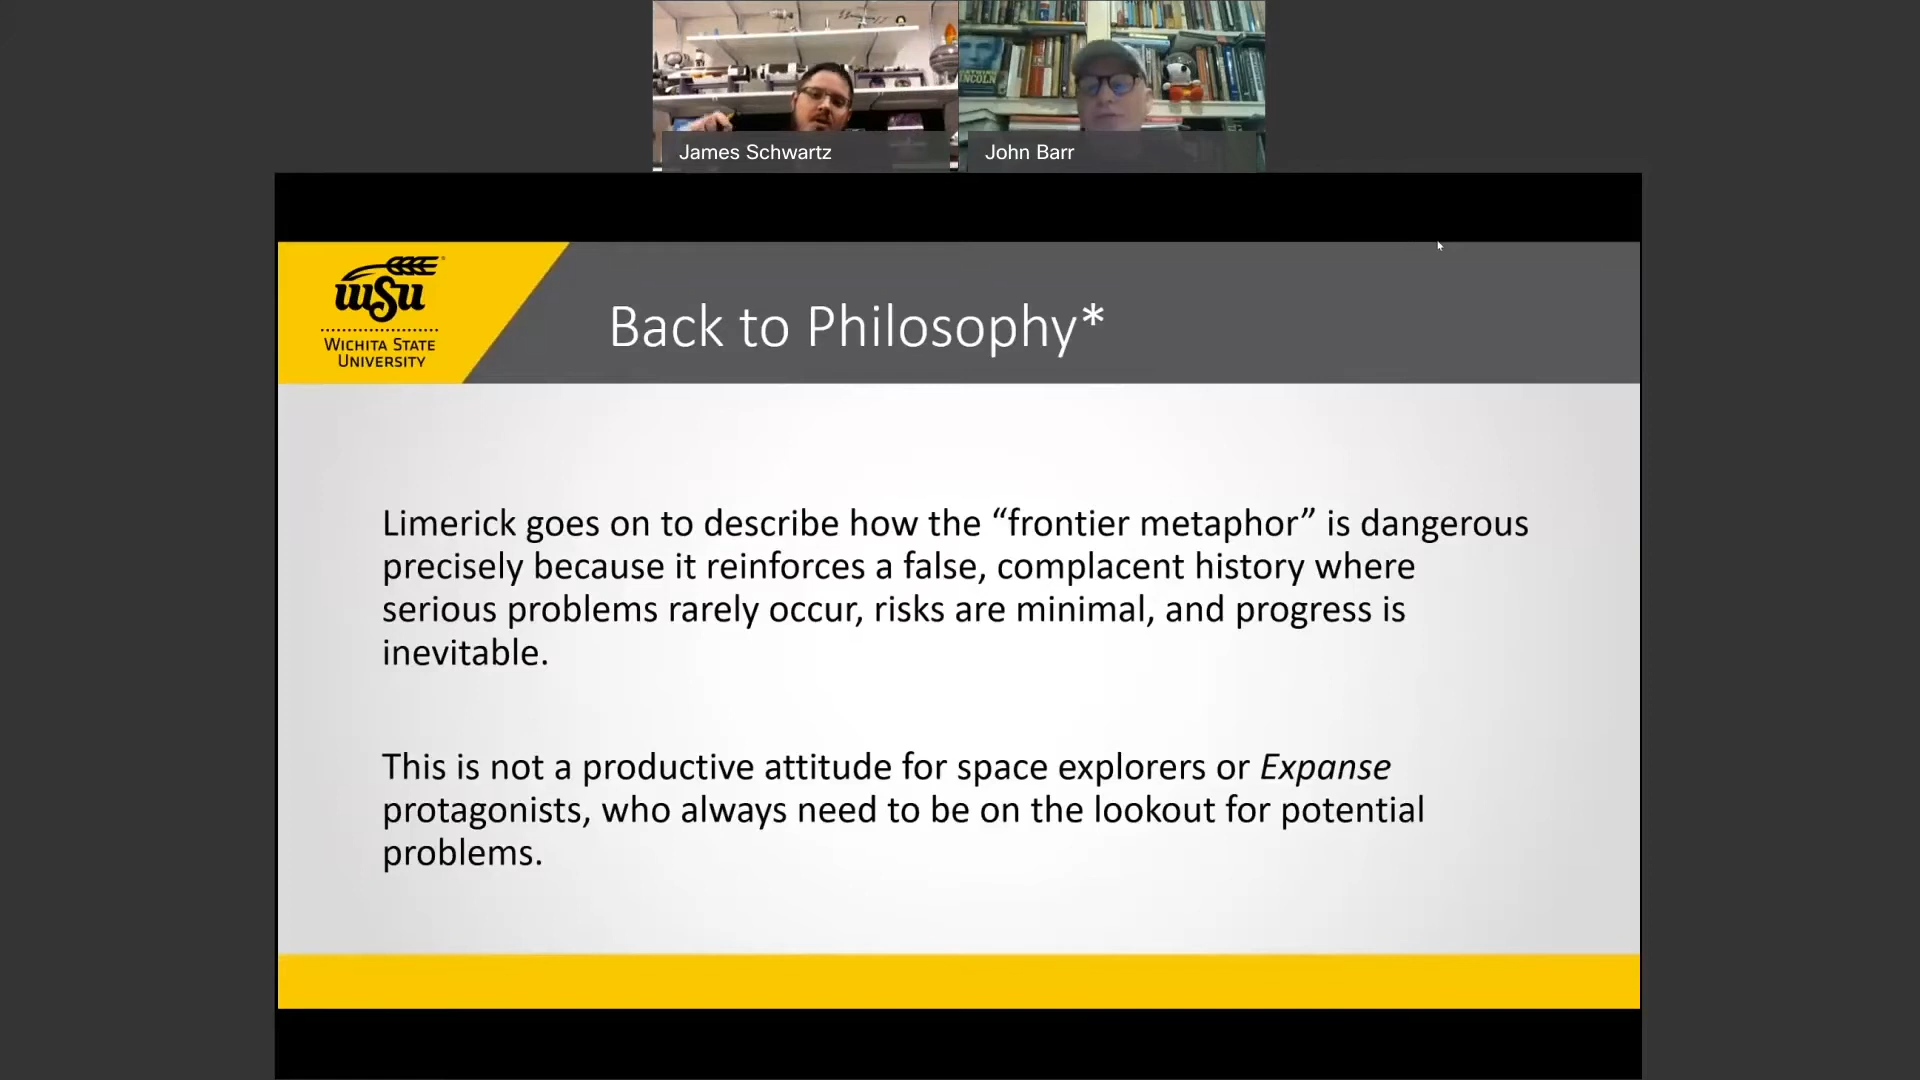 James Schwartz
John Barr
LINCOLN
wsu
WICHITA STATE
UNIVERSITY
Back to Philosophy*
Limerick goes on to describe how the “frontier metaphor” is dangerous
precisely because it reinforces a false, complacent history where
serious problems rarely occur, risks are minimal, and progress is
inevitable.
This is not a productive attitude for space explorers or Expanse
protagonists, who always need to be on the lookout for potential
problems.